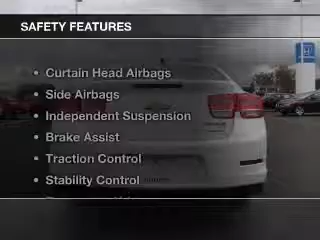 SAFETY FEATURES
• Curtain Head Airbags
• Side Airbags
• Independent Suspension
• Brake Assist
• Traction Control
• Stability Control